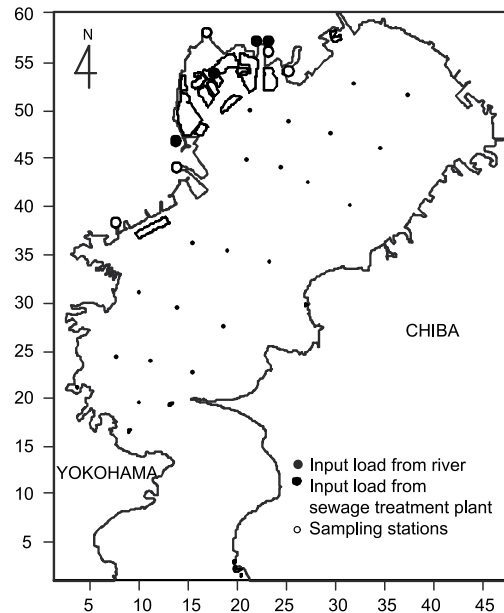 60
N
55
50
45
40
35
30
CHIBA
25
20
15
YOKOHAMA
Input load from river
10
Input load from
sewage treatment plant
Sampling stations
5
5 10 15 20 25 30 35 40 45